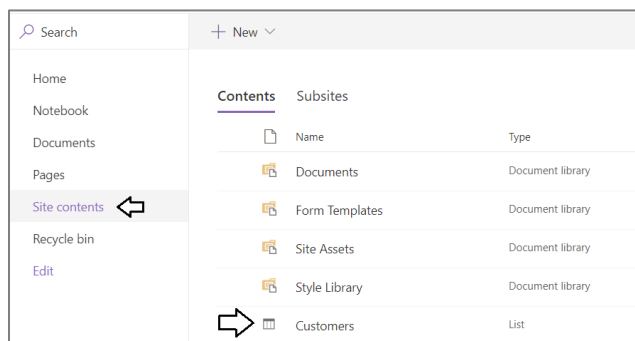 Search
New
Home
Notebook
Documents
Pages
Site contents
Recycle bin
Edit
Contents Subsites
Name Type
Documents Document library
Form Templates Document library
Site Assets Document library
Style Library Document library
Customers List